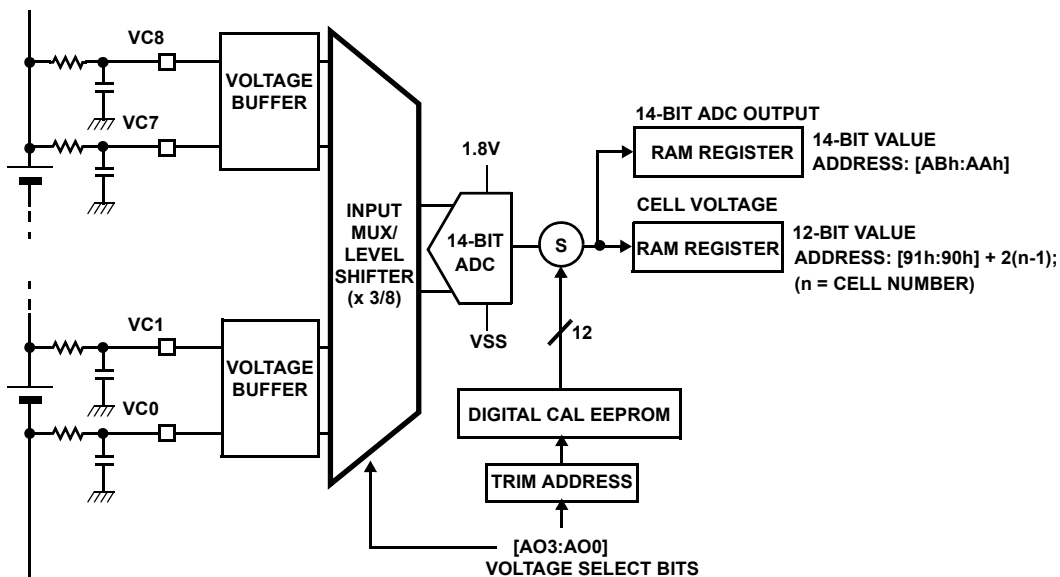 VC8
VOLTAGE
BUFFER
VC7
INPUT
MUX/
LEVEL
SHIFTER
(x 3/8)
VC1
VOLTAGE
BUFFER
VC0
1.8V
14-BIT
ADC
VSS
S
12
14-BIT ADC OUTPUT
RAM REGISTER
14-BIT VALUE
ADDRESS: [ABh:AAh]
CELL VOLTAGE
RAM REGISTER
12-BIT VALUE
ADDRESS: [91h:90h] + 2(n-1);
(n = CELL NUMBER)
DIGITAL CAL EEPROM
TRIM ADDRESS
[AO3:AO0]
VOLTAGE SELECT BITS